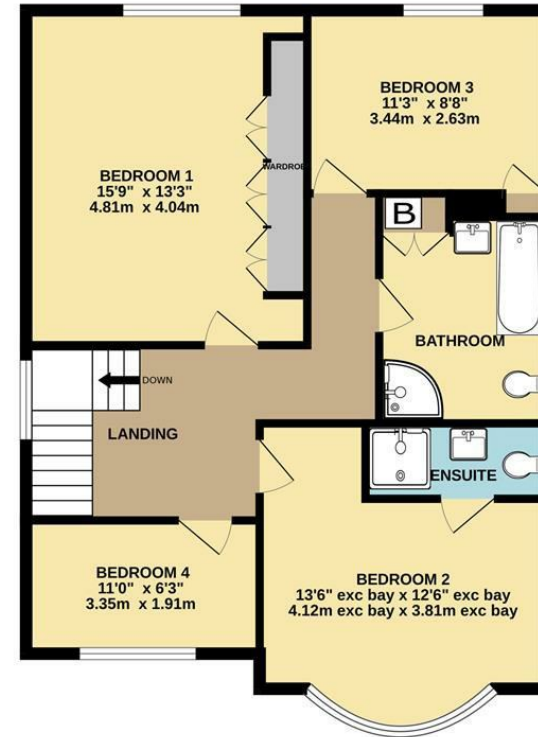 BEDROOM 1
15'9" x 13'3"
4.81m x 4.04m
WARDROBE
BEDROOM 3
11'3" x 8'8"
3.44m x 2.63m
B
BATHROOM
DOWN
LANDING
ENSUITE
BEDROOM 4
11'0" x 6'3"
3.35m x 1.91m
BEDROOM 2
13'6" exc bay x 12'6" exc bay
4.12m exc bay x 3.81m exc bay